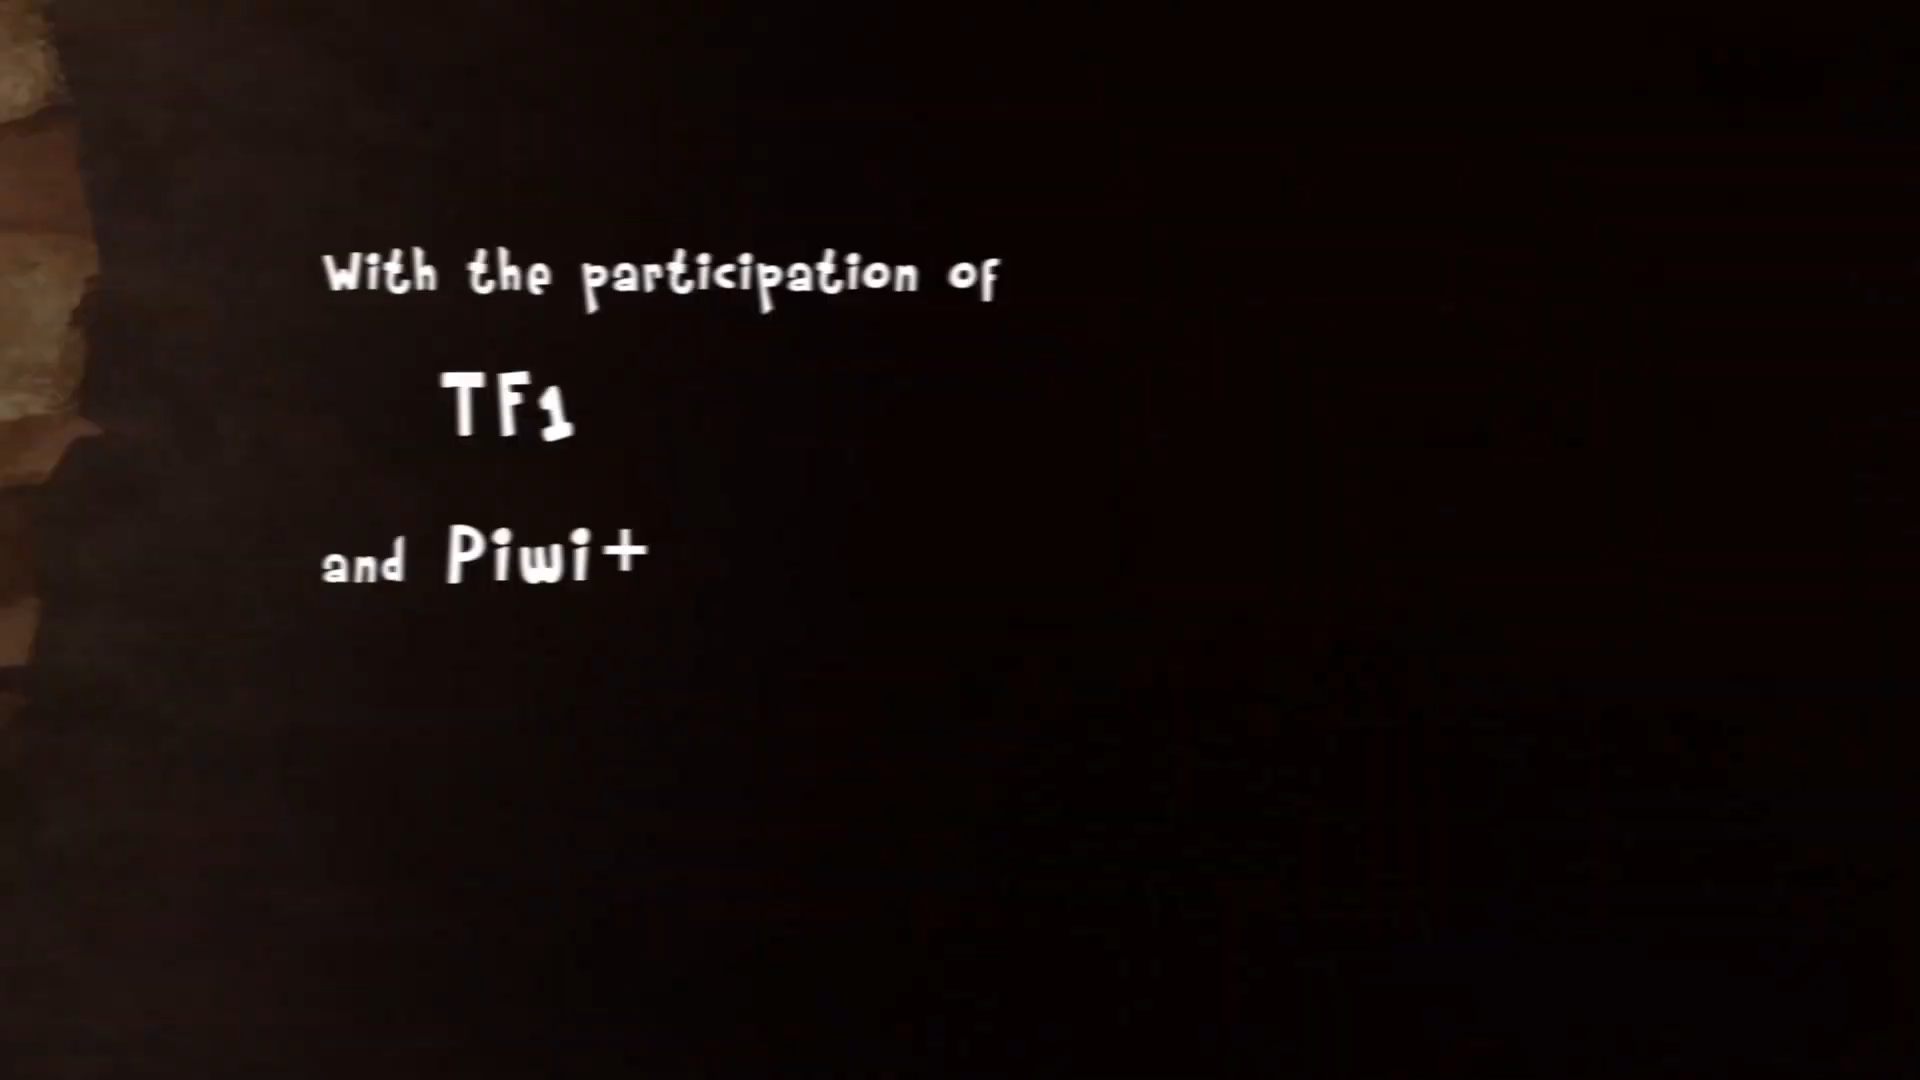 With the participation of
TF1
and Piwi+